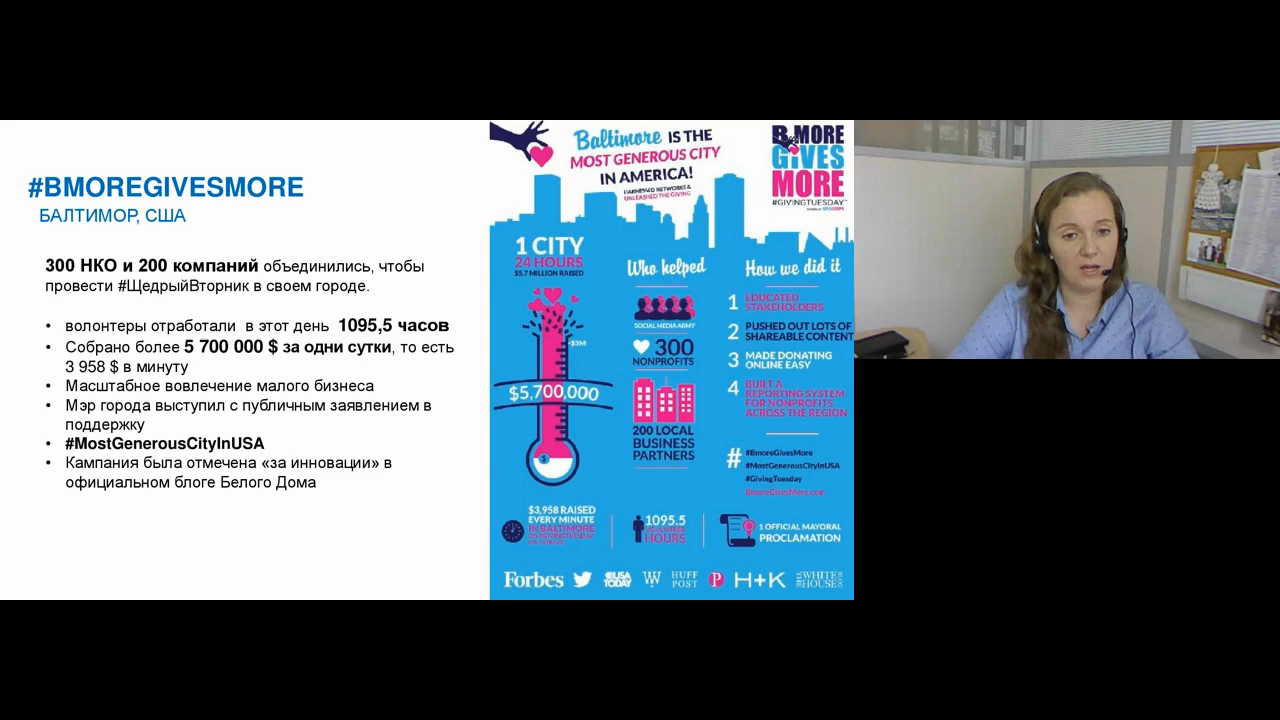 #BMOREGIVESMORE
БАЛТИМОР, США
300 НКО и 200 компаний объединились, чтобы
провести #ЩедрыйВторник в своем городе.
• волонтеры отработали в этот день 1095,5 часов
• Собрано более 5 700 000 $ за одни сутки, то есть
3 958 $ в минуту
• Масштабное вовлечение малого бизнеса
• Мэр города выступил с публичным заявлением в
поддержку
• #MostGenerousCityInUSA
• Кампания была отмечена «за инновации» в
официальном блоге Белого Дома
Baltimore IS THE
MOST GENEROUS CITY
IN AMERICA!
HARNESSED NETWORKS &
UNLEASHED THE GIVING
B MORE
GIVES
MORE
#GIVINGTUESDAY
1 CITY
24 HOURS
$5.7 MILLION RAISED
$5M
$5,700,000
$
Who helped
SOCIAL MEDIA ARMY
300
NONPROFITS
200 LOCAL
BUSINESS
PARTNERS
How we did it
1 EDUCATED
STAKEHOLDERS
2 PUSHED OUT LOTS OF
SHAREABLE CONTENT
3 MADE DONATING
ONLINE EASY
4 BUILT A
REPORTING SYSTEM
FOR NONPROFITS
ACROSS THE REGION
# #BmoreGivesMore
#MostGenerousCityInUSA
#GivingTuesday
BmoreGivesMore.com
$3,958 RAISED
EVERY MINUTE
IN BALTIMORE
ON #GIVINGTUESDAY
1095.5
VOLUNTEER
HOURS
1 OFFICIAL MAYORAL
PROCLAMATION
Forbes
USA
TODAY
W
HUFF
POST
P
H+K
THE WHITE
HOUSE BLOG